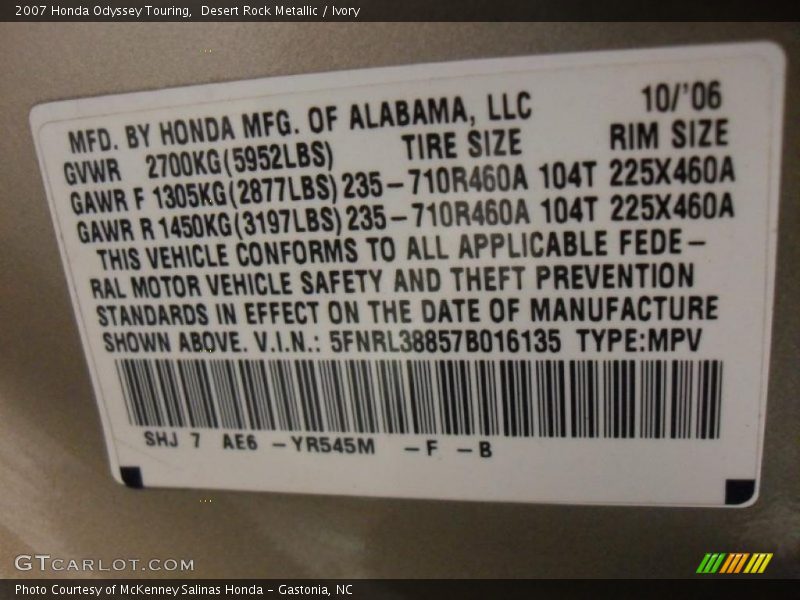 2007 Honda Odyssey Touring,  Desert Rock Metallic / Ivory
10/'06
MFD. BY HONDA MFG. OF ALABAMA, LLC
GVWR 2700KG(5952LBS) TIRE SIZE RIM SIZE
GAWR F 1305KG(2877LBS) 235-710R460A 104T 225X460A
GAWR R 1450KG(3197LBS) 235-710R460A 104T 225X460A
THIS VEHICLE CONFORMS TO ALL APPLICABLE FEDE-
RAL MOTOR VEHICLE SAFETY AND THEFT PREVENTION
STANDARDS IN EFFECT ON THE DATE OF MANUFACTURE
SHOWN ABOVE. V.I.N.: 5FNRL38857B016135 TYPE:MPV
SHJ 7 AE6 -YR545M -F -B
GTCARLOT.COM
Photo Courtesy of McKenney Salinas Honda - Gastonia, NC